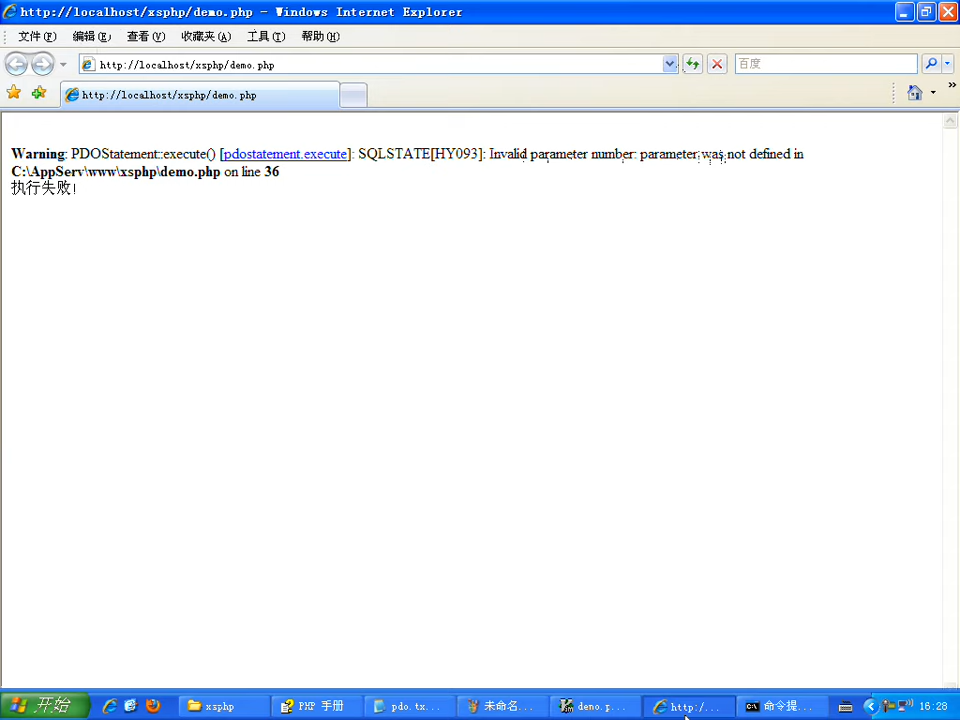 http://localhost/xsphp/demo.php - Windows Internet Explorer
文件(F) 编辑(E) 查看(V) 收藏夹(A) 工具(T) 帮助(H)
http://localhost/xsphp/demo.php
百度
http://localhost/xsphp/demo.php
»
Warning: PDOStatement::execute() [pdostatement.execute]: SQLSTATE[HY093]: Invalid parameter number: parameter was not defined in
C:\AppServ\www\xsphp\demo.php on line 36
执行失败!
开始 xsphp PHP 手册 pdo.tx... 未命名... demo.p... http:/... 命令提... 16:28